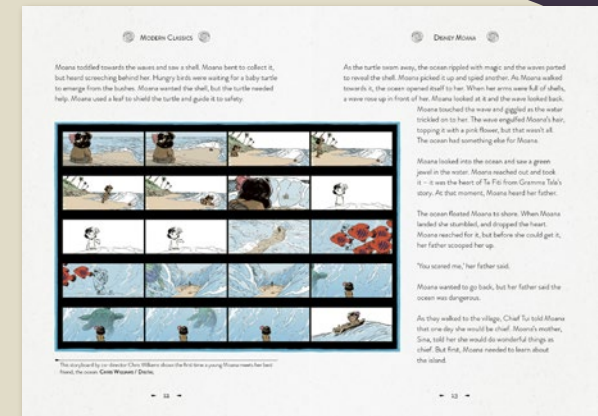 MODERN CLASSICS
Moana toddled towards the waves and saw a shell. Moana bent to collect it,
but heard screeching behind her. Hungry birds were waiting for a baby turtle
to emerge from the bushes. Moana wanted the shell, but the turtle needed
help. Moana used a leaf to shield the turtle and guide it to safety.
The storyboard by co-director Chris Williams shows the first time a young Moana meets her best
friend, the ocean. CHRIS WILLIAMS / DIGITAL
12
DISNEY MOANA
As the turtle swam away, the ocean rippled with magic and the waves parted
to reveal the shell. Moana picked it up and spied another. As Moana walked
towards it, the ocean opened itself to her. When her arms were full of shells,
a wave rose up in front of her. Moana looked at it and the wave looked back.
Moana touched the wave and giggled as the water
trickled on to her. The wave engulfed Moana's hair,
topping it with a pink flower, but that wasn't all.
The ocean had something else for Moana.
Moana looked into the ocean and saw a green
jewel in the water. Moana reached out and took
it – it was the heart of Te Fiti from Gramma Tala's
story. At that moment, Moana heard her father.
The ocean floated Moana to shore. When Moana
landed she stumbled, and dropped the heart.
Moana reached for it, but before she could get it,
her father scooped her up.
'You scared me,' her father said.
Moana wanted to go back, but her father said the
ocean was dangerous.
As they walked to the village, Chief Tui told Moana
that one day she would be chief. Moana's mother,
Sina, told her she would do wonderful things as
chief. But first, Moana needed to learn about
the island.
13